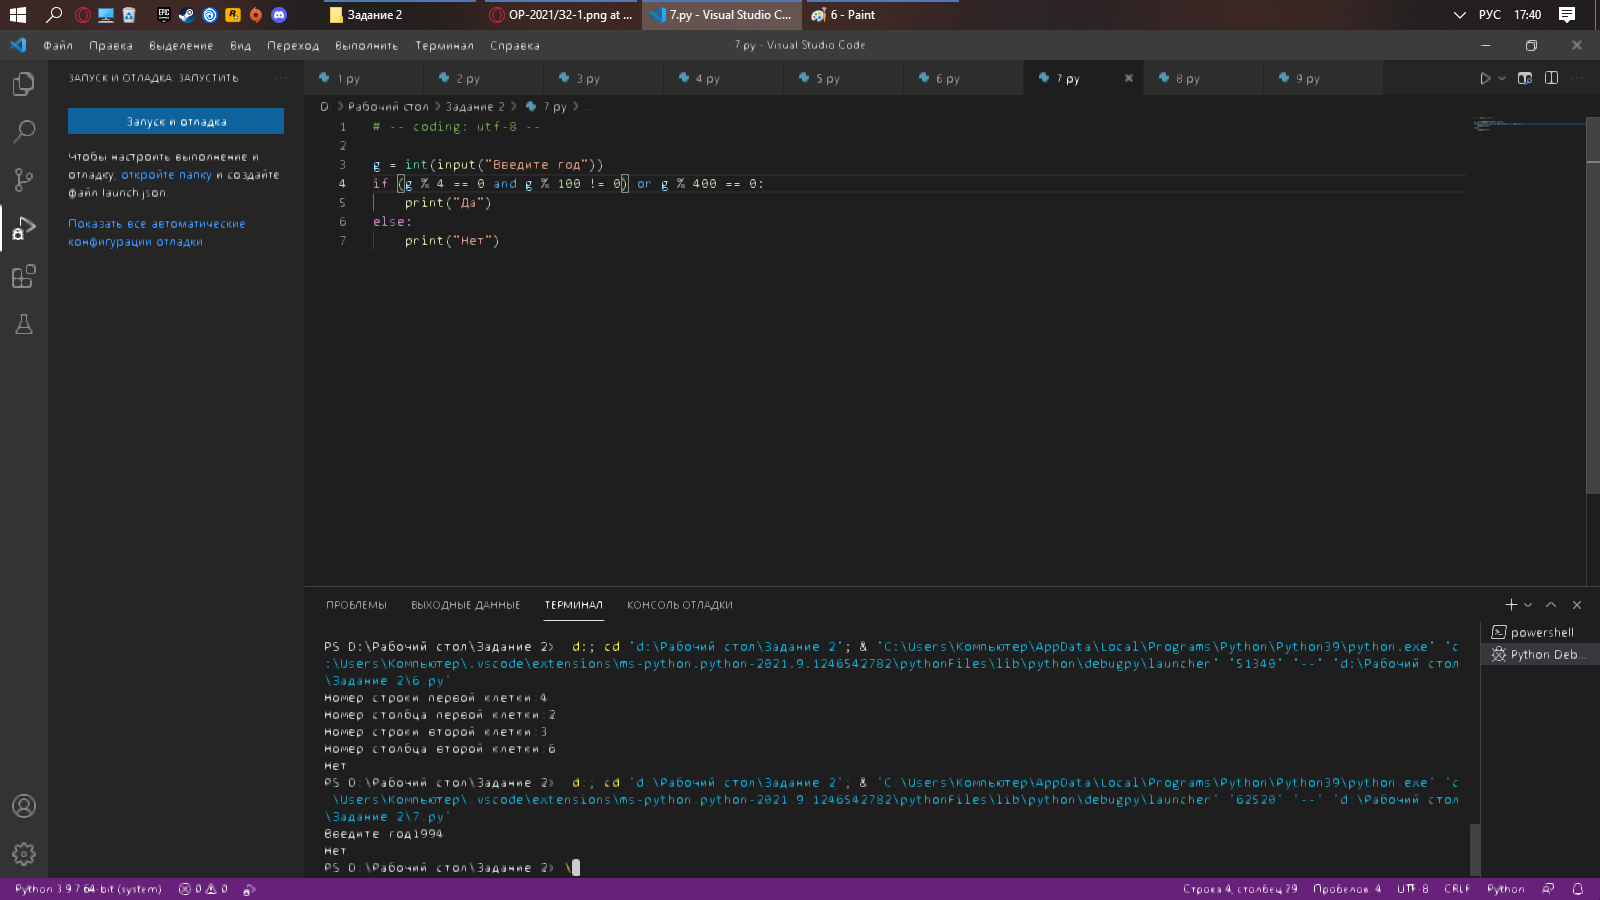 Задание 2
OP-2021/32-1.png at ...
7.py - Visual Studio C...
6 - Paint
РУС
17:40
Файл Правка Выделение Вид Переход Выполнить Терминал Справка
7.py - Visual Studio Code
ЗАПУСК И ОТЛАДКА: ЗАПУСТИТЬ ...
1.py
2.py
3.py
4.py
5.py
6.py
7.py
8.py
9.py
D: > Рабочий стол > Задание 2 > 7.py > ...
Запуск и отладка
Чтобы настроить выполнение и
отладку, откройте папку и создайте
файл launch.json.
Показать все автоматические
конфигурации отладки.
1 # -- coding: utf-8 --
2
3 g = int(input("Введите год"))
4 if (g % 4 == 0 and g % 100 != 0) or g % 400 == 0:
5 print("Да")
6 else:
7 print("Нет")
ПРОБЛЕМЫ ВЫХОДНЫЕ ДАННЫЕ ТЕРМИНАЛ КОНСОЛЬ ОТЛАДКИ
powershell
Python Deb...
PS D:\Рабочий стол\Задание 2> d:; cd 'd:\Рабочий стол\Задание 2'; & 'C:\Users\Компьютер\AppData\Local\Programs\Python\Python39\python.exe' 'c
:\Users\Компьютер\.vscode\extensions\ms-python.python-2021.9.1246542782\pythonFiles\lib\python\debugpy\launcher' '51340' '--' 'd:\Рабочий стол
\Задание 2\6.py'
Номер строки первой клетки:4
Номер столбца первой клетки:2
Номер строки второй клетки:3
Номер столбца второй клетки:6
Нет
PS D:\Рабочий стол\Задание 2> d:; cd 'd:\Рабочий стол\Задание 2'; & 'C:\Users\Компьютер\AppData\Local\Programs\Python\Python39\python.exe' 'c
:\Users\Компьютер\.vscode\extensions\ms-python.python-2021.9.1246542782\pythonFiles\lib\python\debugpy\launcher' '62520' '--' 'd:\Рабочий стол
\Задание 2\7.py'
Введите год1994
Нет
PS D:\Рабочий стол\Задание 2> \
Python 3.9.7 64-bit (system) 0 0
Строка 4, столбец 29 Пробелов: 4 UTF-8 CRLF Python